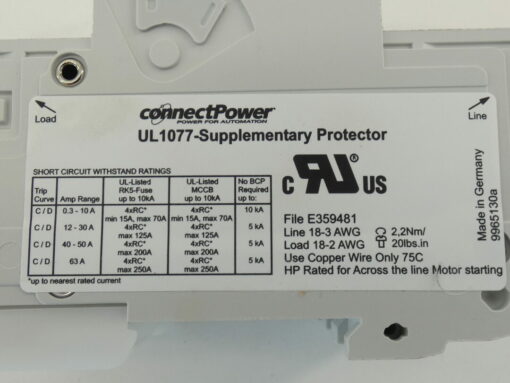 connectPower
POWER FOR AUTOMATION
Load
Line
UL1077-Supplementary Protector
SHORT CIRCUIT WITHSTAND RATINGS
Trip Curve | Amp Range | UL-Listed RK5-Fuse up to 10kA | UL-Listed MCCB up to 10kA | No BCP Required up to:
C / D | 0.3 - 10 A | 4xRC* min 15A, max 70A | 4xRC* min 15A, max 70A | 10 kA
C / D | 12 - 30 A | 4xRC* max 125A | 4xRC* max 125A | 5 kA
C / D | 40 - 50 A | 4xRC* max 200A | 4xRC* max 200A | 5 kA
C / D | 63 A | 4xRC* max 250A | 4xRC* max 250A | 5 kA
*up to nearest rated current
C RU US
File E359481
Line 18-3 AWG 2,2Nm/
Load 18-2 AWG 20lbs.in
Use Copper Wire Only 75C
HP Rated for Across the line Motor starting
Made in Germany
9965130a